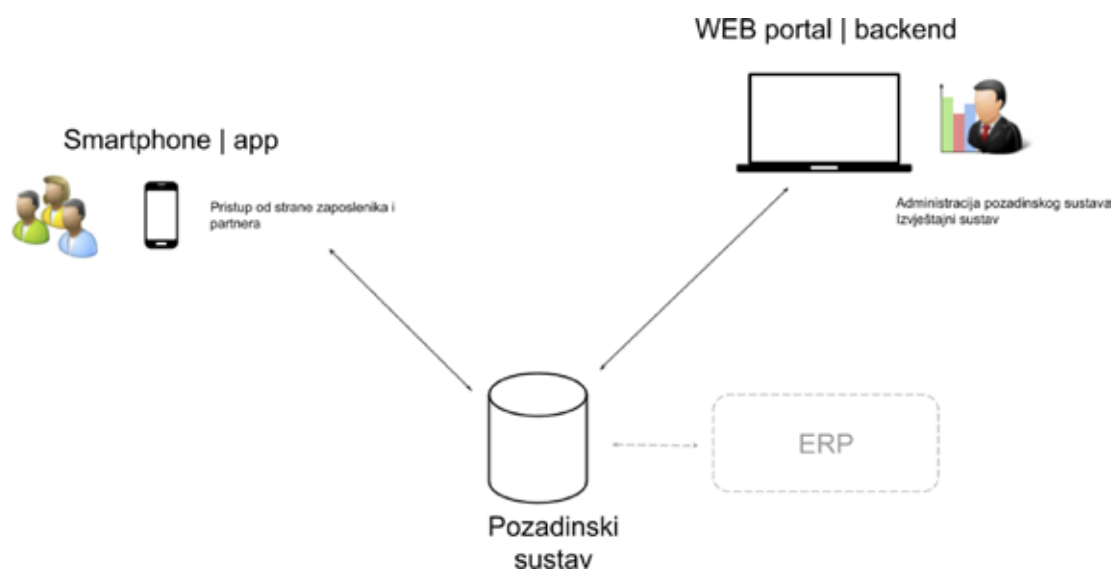 WEB portal | backend
Smartphone | app
Pristup od strane zaposlenika i
partnera
Administracija pozadinskog sustava
Izvještajni sustav
ERP
Pozadinski
sustav